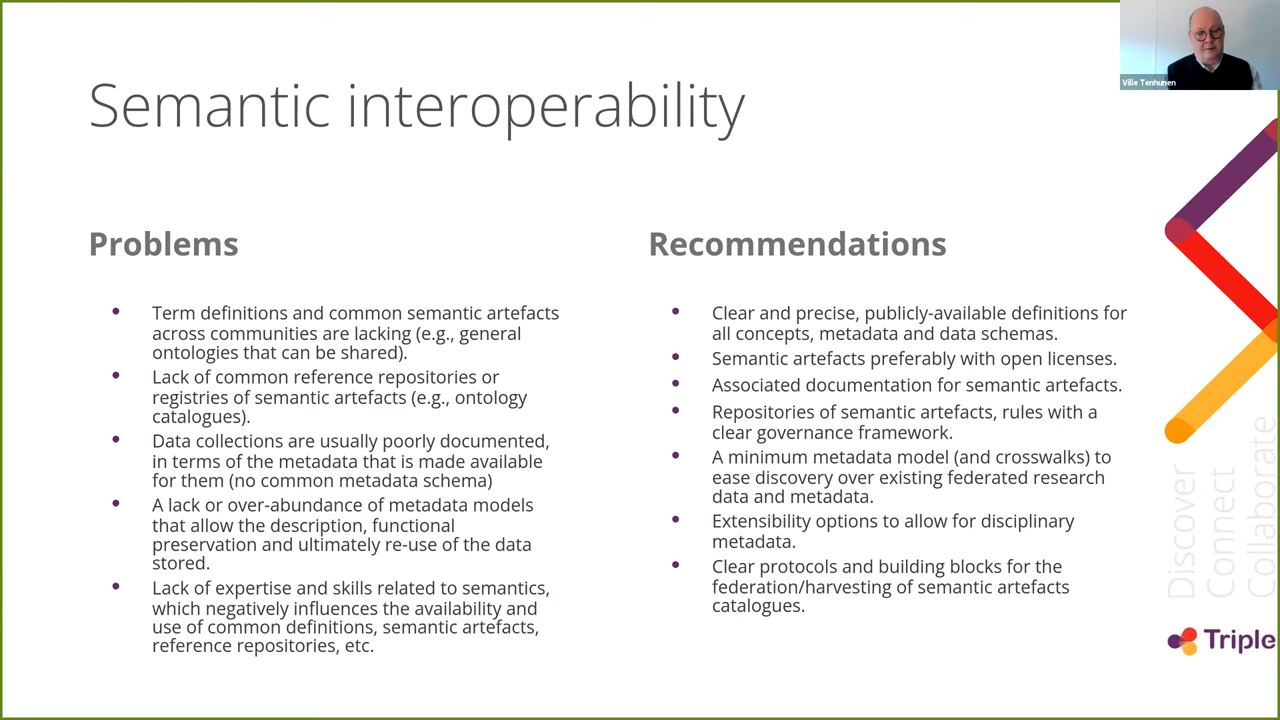 Ville Tenhunen
Semantic interoperability
Problems
• Term definitions and common semantic artefacts
across communities are lacking (e.g., general
ontologies that can be shared).
• Lack of common reference repositories or
registries of semantic artefacts (e.g., ontology
catalogues).
• Data collections are usually poorly documented,
in terms of the metadata that is made available
for them (no common metadata schema)
• A lack or over-abundance of metadata models
that allow the description, functional
preservation and ultimately re-use of the data
stored.
• Lack of expertise and skills related to semantics,
which negatively influences the availability and
use of common definitions, semantic artefacts,
reference repositories, etc.
Recommendations
• Clear and precise, publicly-available definitions for
all concepts, metadata and data schemas.
• Semantic artefacts preferably with open licenses.
• Associated documentation for semantic artefacts.
• Repositories of semantic artefacts, rules with a
clear governance framework.
• A minimum metadata model (and crosswalks) to
ease discovery over existing federated research
data and metadata.
• Extensibility options to allow for disciplinary
metadata.
• Clear protocols and building blocks for the
federation/harvesting of semantic artefacts
catalogues.
Discover
Connect
Collaborate
Triple